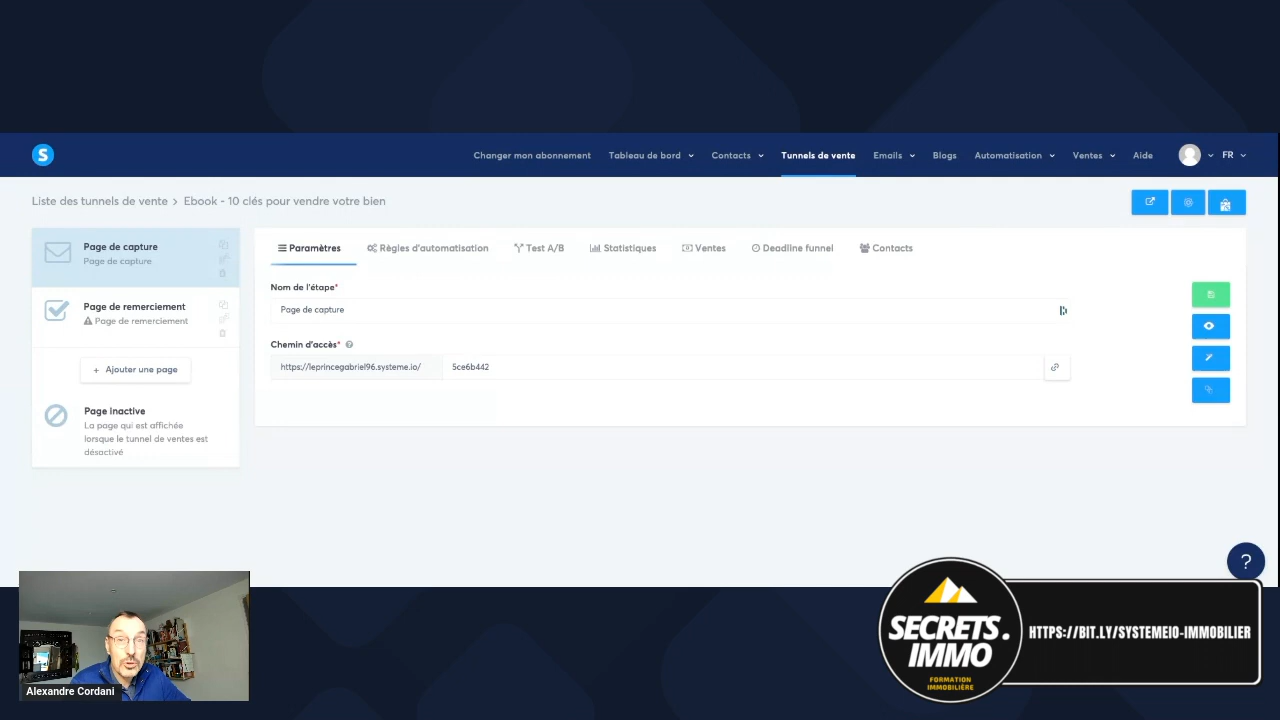 S
Changer mon abonnement Tableau de bord Contacts Tunnels de vente Emails Blogs Automatisation Ventes Aide FR
Liste des tunnels de vente > Ebook - 10 clés pour vendre votre bien
Page de capture
Page de capture
Page de remerciement
Page de remerciement
+ Ajouter une page
Page inactive
La page qui est affichée
lorsque le tunnel de ventes est
désactivé
Paramètres Règles d'automatisation Test A/B Statistiques Ventes Deadline funnel Contacts
Nom de l'étape*
Page de capture
Chemin d'accès* ?
https://leprincegabriel96.systeme.io/ 5ce6b442
?
Alexandre Cordani
SECRETS.
IMMO
FORMATION
IMMOBILIÈRE
HTTPS://BIT.LY/SYSTEMEIO-IMMOBILIER